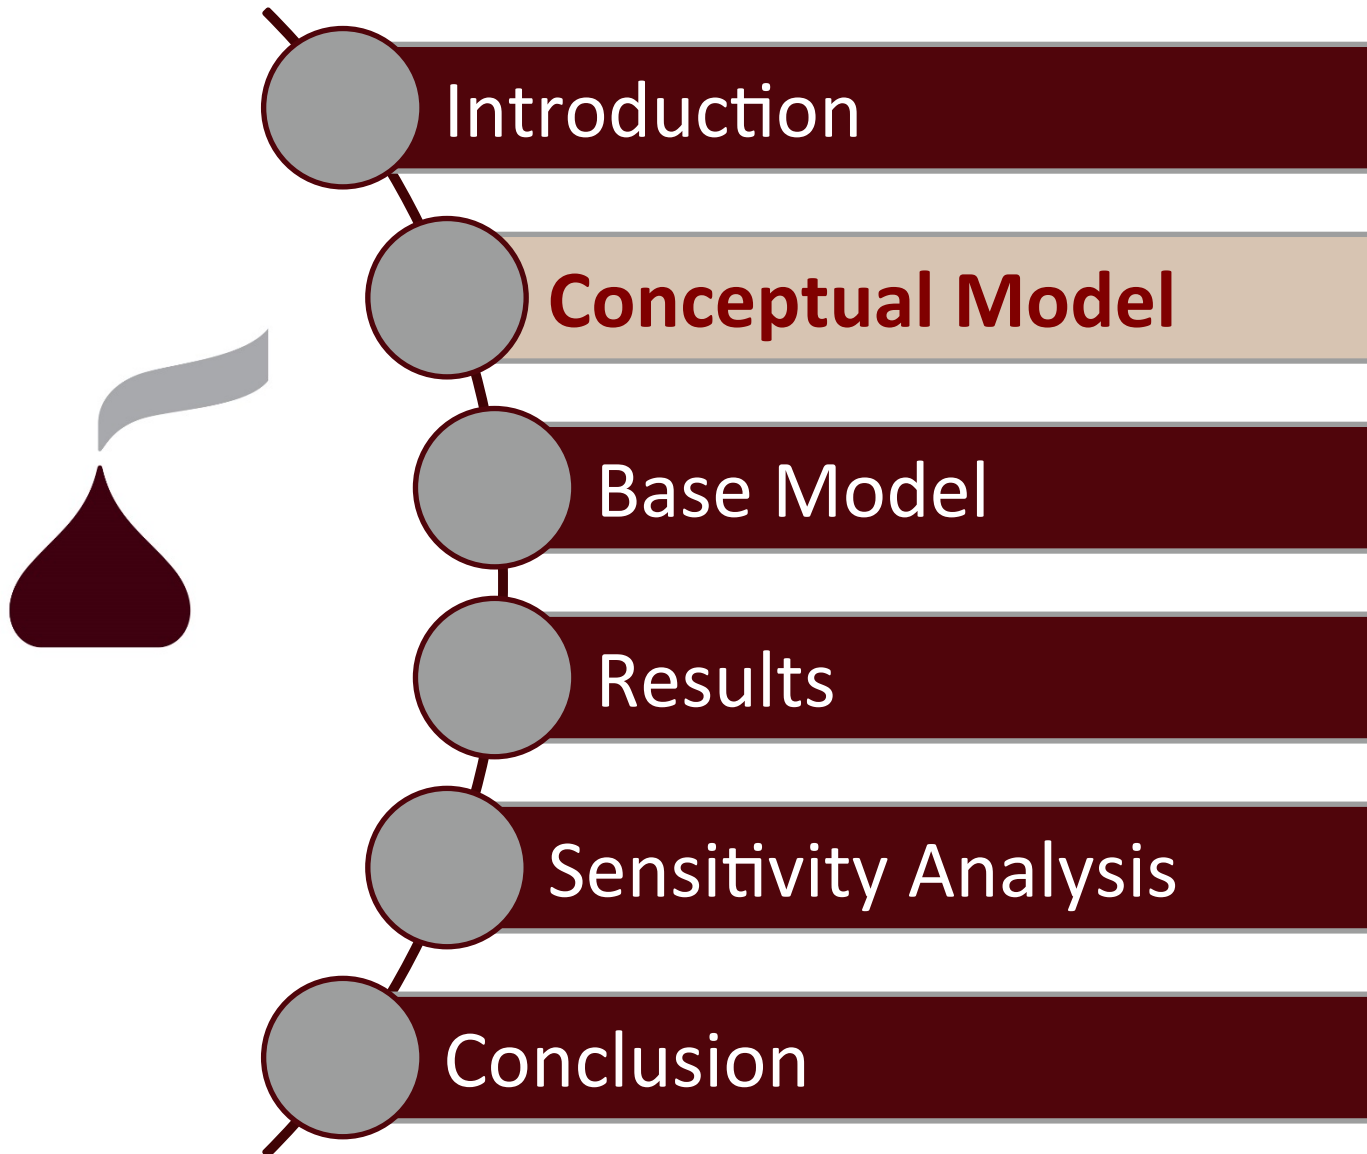 Introduction
Conceptual Model
Base Model
Results
Sensitivity Analysis
Conclusion